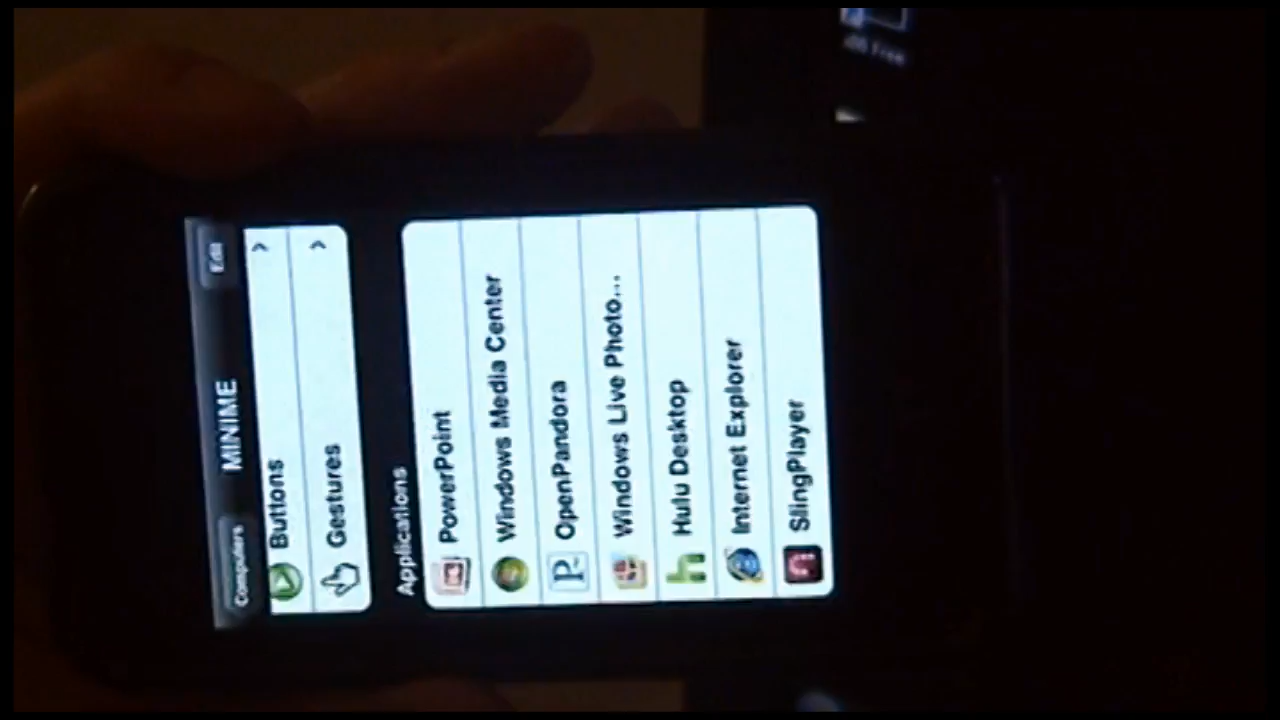 Computers
MINIME
Edit
Buttons
Gestures
Applications
PowerPoint
Windows Media Center
OpenPandora
Windows Live Photo...
Hulu Desktop
Internet Explorer
SlingPlayer